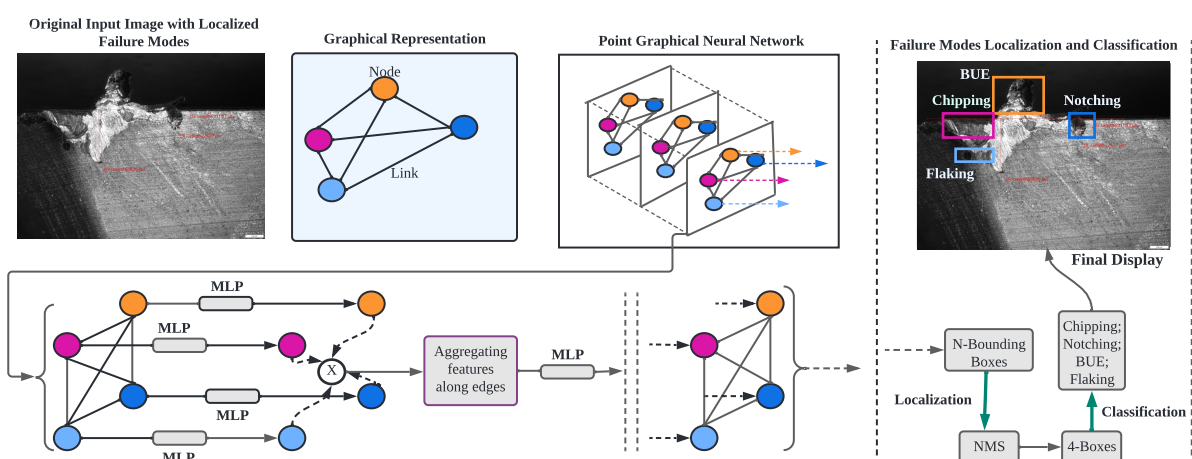 Original Input Image with Localized
Failure Modes
Graphical Representation
Node
Link
Point Graphical Neural Network
Failure Modes Localization and Classification
BUE
Chipping
Notching
Flaking
Final Display
MLP
MLP
MLP
MLP
X
Aggregating
features
along edges
MLP
N-Bounding
Boxes
Localization
NMS
4-Boxes
Classification
Chipping;
Notching;
BUE;
Flaking